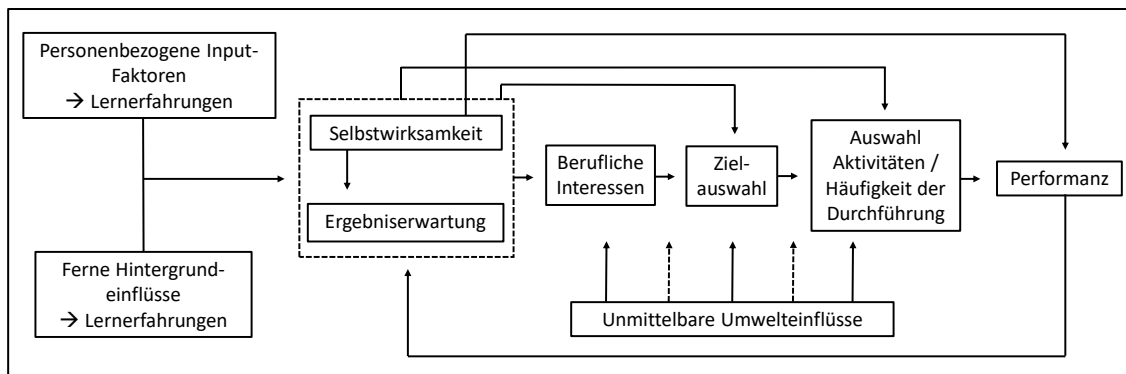 Personenbezogene Input-
Faktoren
→ Lernerfahrungen
Ferne Hintergrund-
einflüsse
→ Lernerfahrungen
Selbstwirksamkeit
Ergebniserwartung
Berufliche
Interessen
Ziel-
auswahl
Auswahl
Aktivitäten /
Häufigkeit der
Durchführung
Performanz
Unmittelbare Umwelteinflüsse